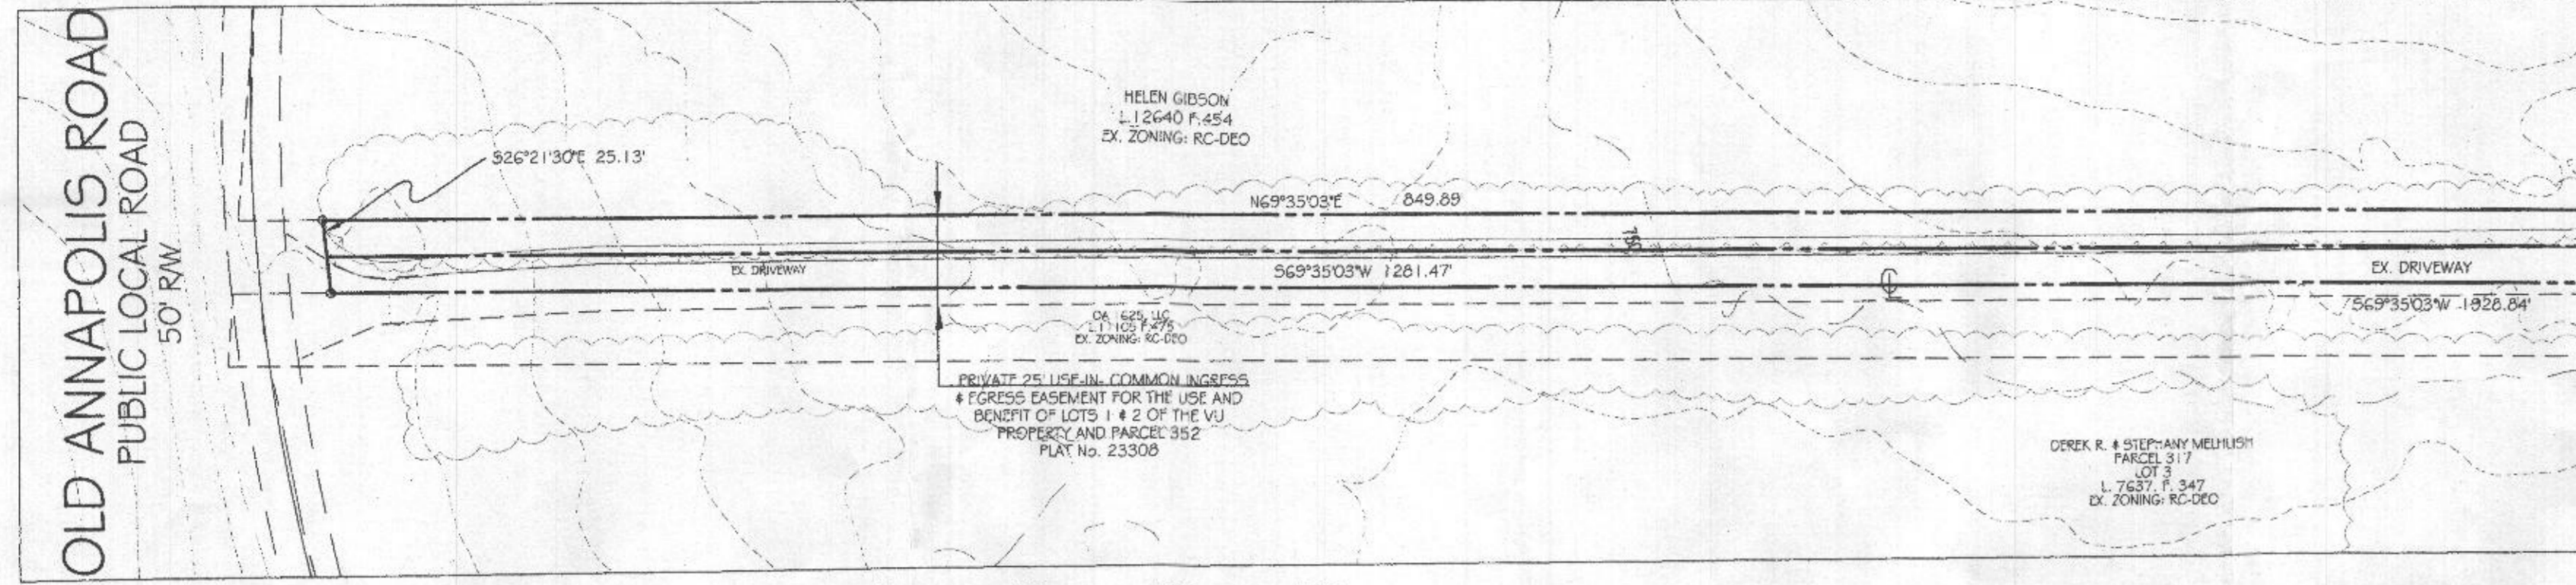 OLD ANNAPOLIS ROAD
PUBLIC LOCAL ROAD
50' R/W
S26°21'30"E 25.13'
HELEN GIBSON
L.12640 F.454
EX. ZONING: RC-DEO
N69°35'03"E 849.89
EX. DRIVEWAY
S69°35'03"W 1281.47'
OA 1625, LLC
EX. ZONING: RC-DEO
PRIVATE 25' USE-IN-COMMON INGRESS
& EGRESS EASEMENT FOR THE USE AND
BENEFIT OF LOTS 1 & 2 OF THE VU
PROPERTY AND PARCEL 352
PLAT No. 23308
℄
EX. DRIVEWAY
S69°35'03"W 1928.84'
DEREK R. & STEPHANY MELHUISH
PARCEL 317
LOT 3
L. 7637, F. 347
EX. ZONING: RC-DEO